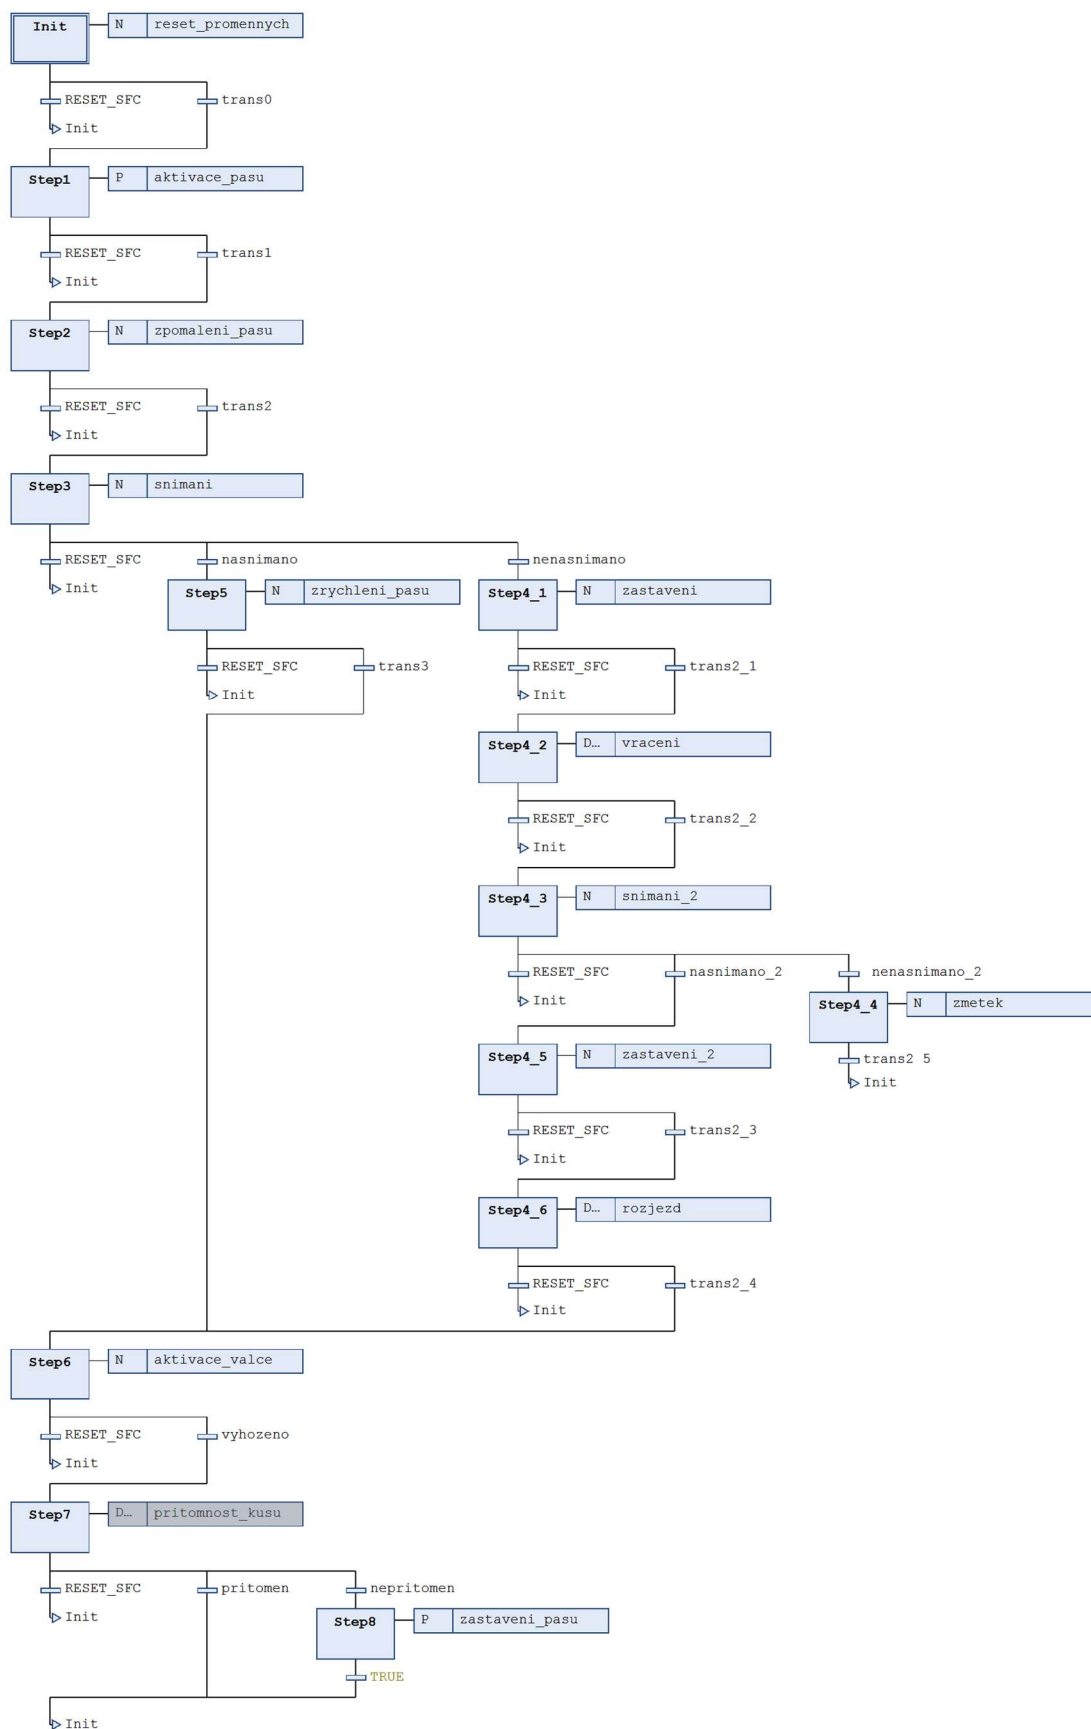 Init N reset_promennych
RESET_SFC trans0
Init
Step1 P aktivace_pasu
RESET_SFC trans1
Init
Step2 N zpomaleni_pasu
RESET_SFC trans2
Init
Step3 N snimani
RESET_SFC nasnimano nenasnimano
Init Step5 N zrychleni_pasu Step4_1 N zastaveni
RESET_SFC trans3 RESET_SFC trans2_1
Init Init
Step4_2 D... vraceni
RESET_SFC trans2_2
Init
Step4_3 N snimani_2
RESET_SFC nasnimano_2 nenasnimano_2
Init Step4_4 N zmetek
Step4_5 N zastaveni_2 trans2 5
Init
RESET_SFC trans2_3
Init
Step4_6 D... rozjezd
RESET_SFC trans2_4
Init
Step6 N aktivace_valce
RESET_SFC vyhozeno
Init
Step7 D... pritomnost_kusu
RESET_SFC pritomen nepritomen
Init Step8 P zastaveni_pasu
TRUE
Init